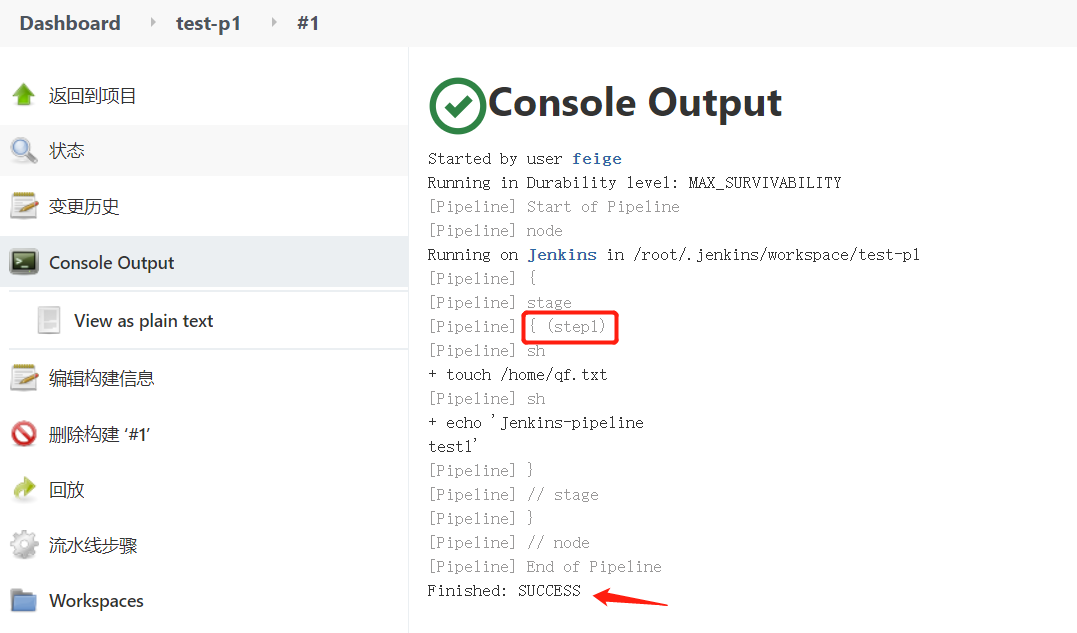 Dashboard test-p1 #1
返回到项目
状态
变更历史
Console Output
View as plain text
编辑构建信息
删除构建 ‘#1’
回放
流水线步骤
Workspaces
Console Output
Started by user feige
Running in Durability level: MAX_SURVIVABILITY
[Pipeline] Start of Pipeline
[Pipeline] node
Running on Jenkins in /root/.jenkins/workspace/test-p1
[Pipeline] {
[Pipeline] stage
[Pipeline] { (step1)
[Pipeline] sh
+ touch /home/qf.txt
[Pipeline] sh
+ echo 'Jenkins-pipeline
test1'
[Pipeline] }
[Pipeline] // stage
[Pipeline] }
[Pipeline] // node
[Pipeline] End of Pipeline
Finished: SUCCESS